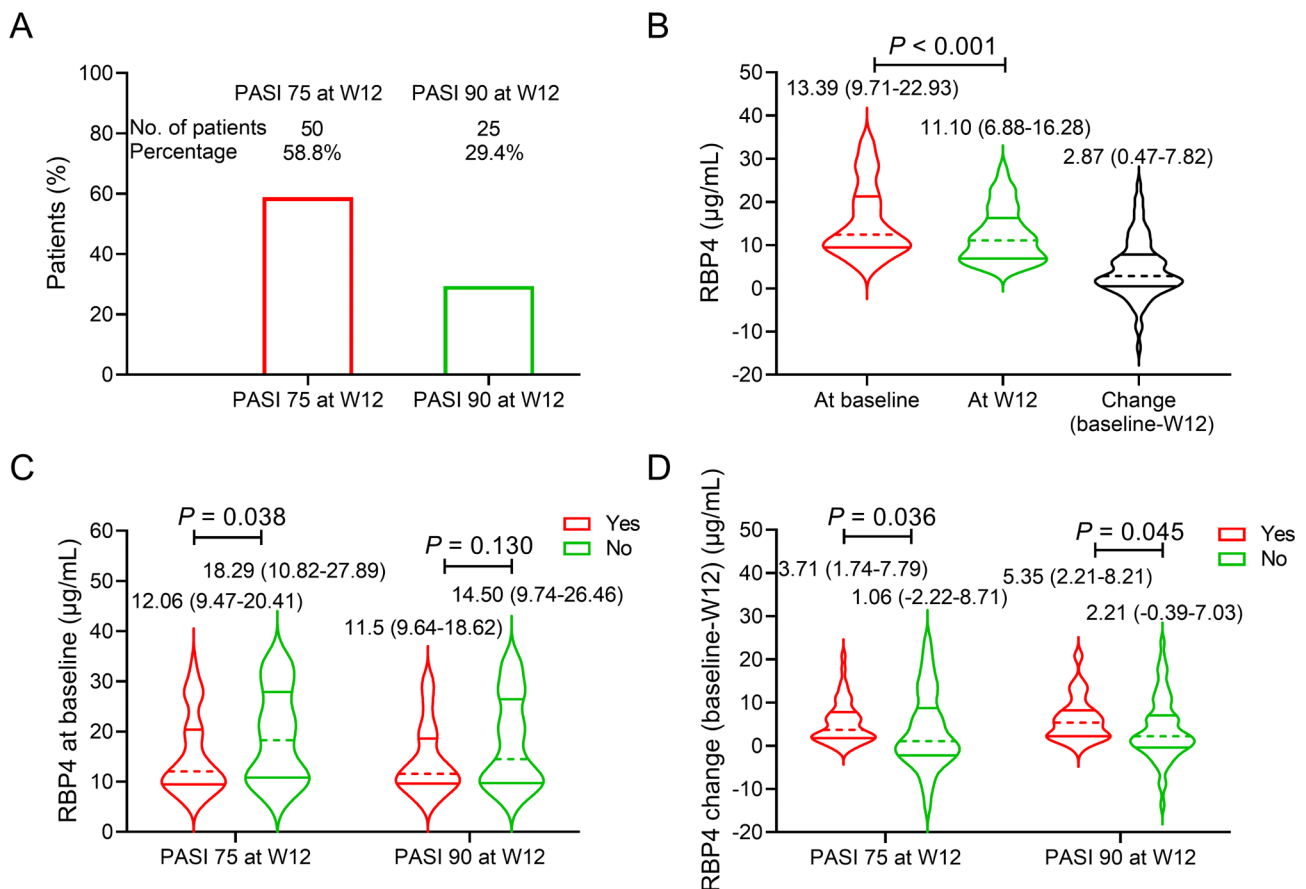 A
100
80
60
40
20
0
Patients (%)
PASI 75 at W12 PASI 90 at W12
No. of patients 50 25
Percentage 58.8% 29.4%
PASI 75 at W12 PASI 90 at W12
B
P < 0.001
50
40
30
20
10
0
-10
-20
RBP4 (μg/mL)
13.39 (9.71-22.93)
11.10 (6.88-16.28)
2.87 (0.47-7.82)
At baseline At W12 Change
(baseline-W12)
C
60
50
40
30
20
10
0
RBP4 at baseline (μg/mL)
P = 0.038
P = 0.130
Yes
No
18.29 (10.82-27.89)
12.06 (9.47-20.41)
14.50 (9.74-26.46)
11.5 (9.64-18.62)
PASI 75 at W12 PASI 90 at W12
D
50
40
30
20
10
0
-10
-20
RBP4 change (baseline-W12) (μg/mL)
P = 0.036
P = 0.045
Yes
No
3.71 (1.74-7.79)
1.06 (-2.22-8.71)
5.35 (2.21-8.21)
2.21 (-0.39-7.03)
PASI 75 at W12 PASI 90 at W12